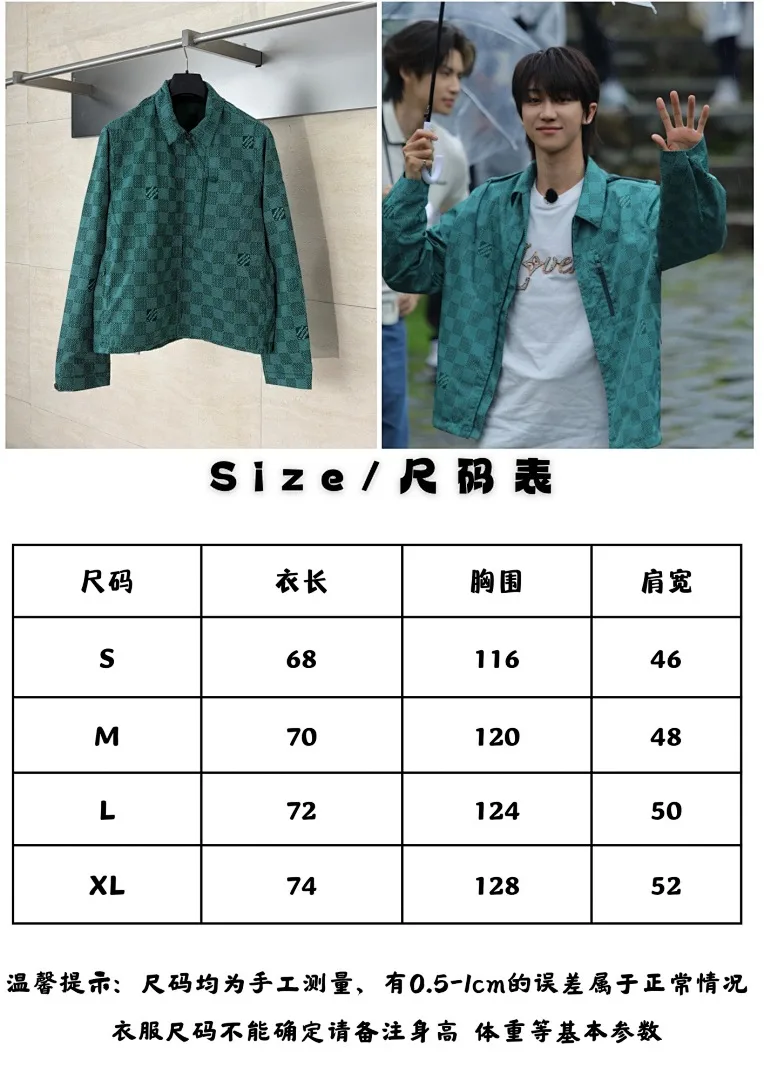 Size/尺码表
尺码 衣长 胸围 肩宽
S 68 116 46
M 70 120 48
L 72 124 50
XL 74 128 52
温馨提示：尺码均为手工测量，有0.5-1cm的误差属于正常情况
衣服尺码不能确定请备注身高 体重等基本参数